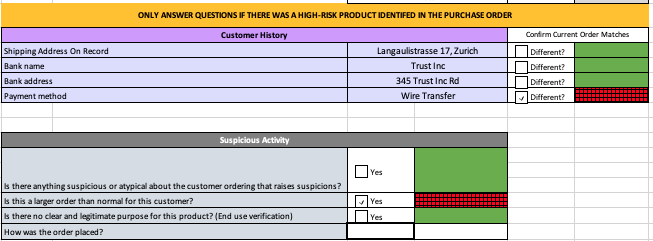 ONLY ANSWER QUESTIONS IF THERE WAS A HIGH-RISK PRODUCT IDENTIFED IN THE PURCHASE ORDER
Customer History Confirm Current Order Matches
Shipping Address On Record Langaulistrasse 17, Zurich Different?
Bank name Trust Inc Different?
Bank address 345 Trust Inc Rd Different?
Payment method Wire Transfer Different?
Suspicious Activity
Is there anything suspicious or atypical about the customer ordering that raises suspicions? Yes
Is this a larger order than normal for this customer? Yes
Is there no clear and legitimate purpose for this product? (End use verification) Yes
How was the order placed?